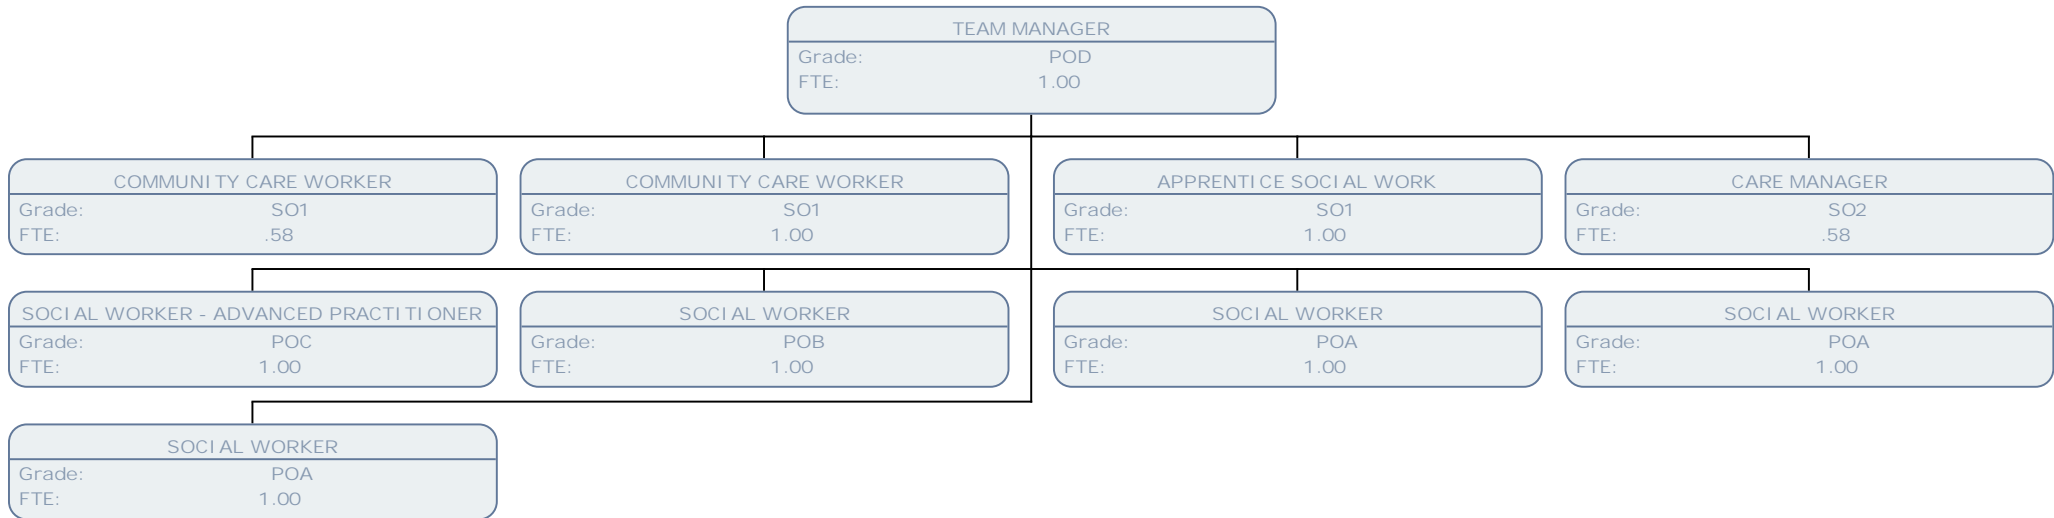 TEAM MANAGER
Grade: POD
FTE: 1.00
COMMUNITY CARE WORKER
Grade: SO1
FTE: .58
COMMUNITY CARE WORKER
Grade: SO1
FTE: 1.00
APPRENTICE SOCIAL WORK
Grade: SO1
FTE: 1.00
CARE MANAGER
Grade: SO2
FTE: .58
SOCIAL WORKER - ADVANCED PRACTITIONER
Grade: POC
FTE: 1.00
SOCIAL WORKER
Grade: POB
FTE: 1.00
SOCIAL WORKER
Grade: POA
FTE: 1.00
SOCIAL WORKER
Grade: POA
FTE: 1.00
SOCIAL WORKER
Grade: POA
FTE: 1.00